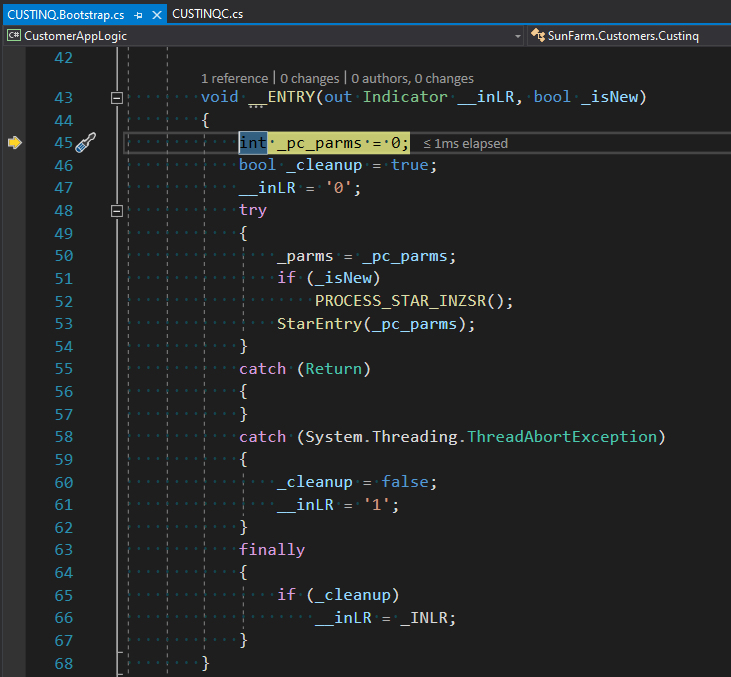 CUSTINQ.Bootstrap.cs CUSTINQC.cs
C# CustomerAppLogic SunFarm.Customers.Custinq
42
1 reference | 0 changes | 0 authors, 0 changes
43 void __ENTRY(out Indicator __inLR, bool _isNew)
44 {
45 int _pc_parms = 0; ≤ 1ms elapsed
46 bool _cleanup = true;
47 __inLR = '0';
48 try
49 {
50 _parms = _pc_parms;
51 if (_isNew)
52 PROCESS_STAR_INZSR();
53 StarEntry(_pc_parms);
54 }
55 catch (Return)
56 {
57 }
58 catch (System.Threading.ThreadAbortException)
59 {
60 _cleanup = false;
61 __inLR = '1';
62 }
63 finally
64 {
65 if (_cleanup)
66 __inLR = _INLR;
67 }
68 }